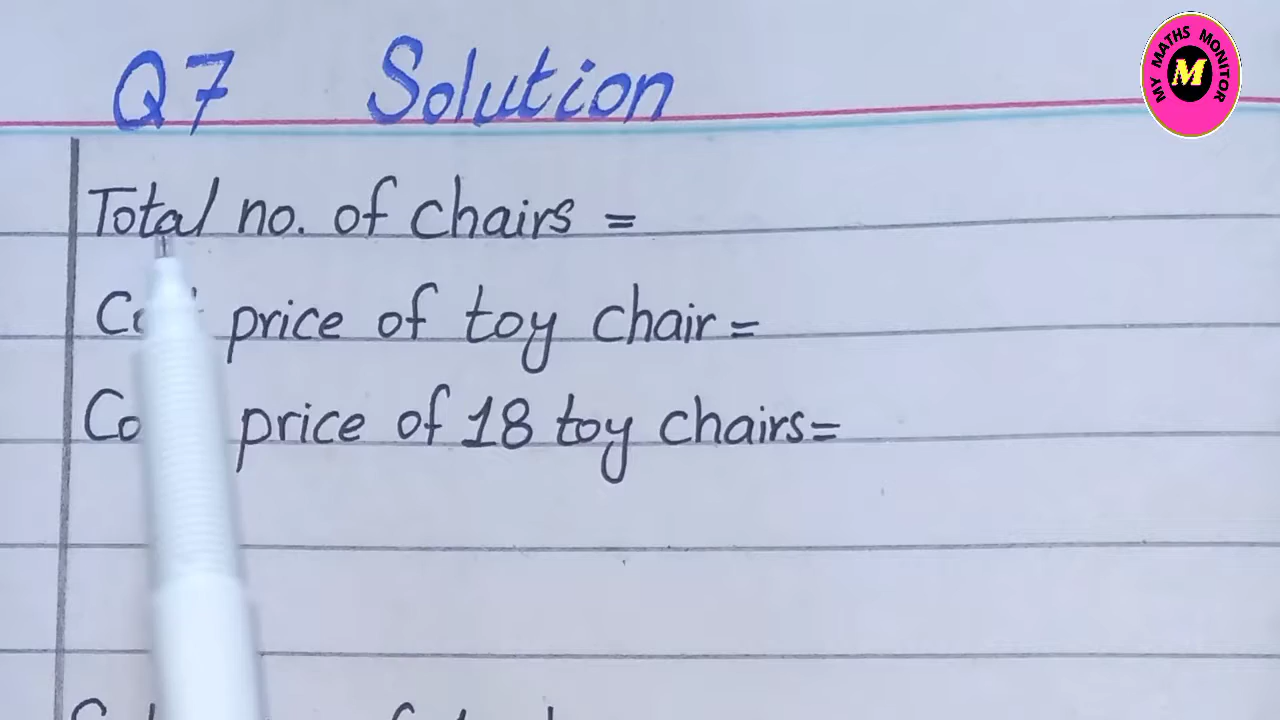 Q7 Solution
MY MATHS MONITOR
M
Total no. of chairs =
price of toy chair =
price of 18 toy chairs=